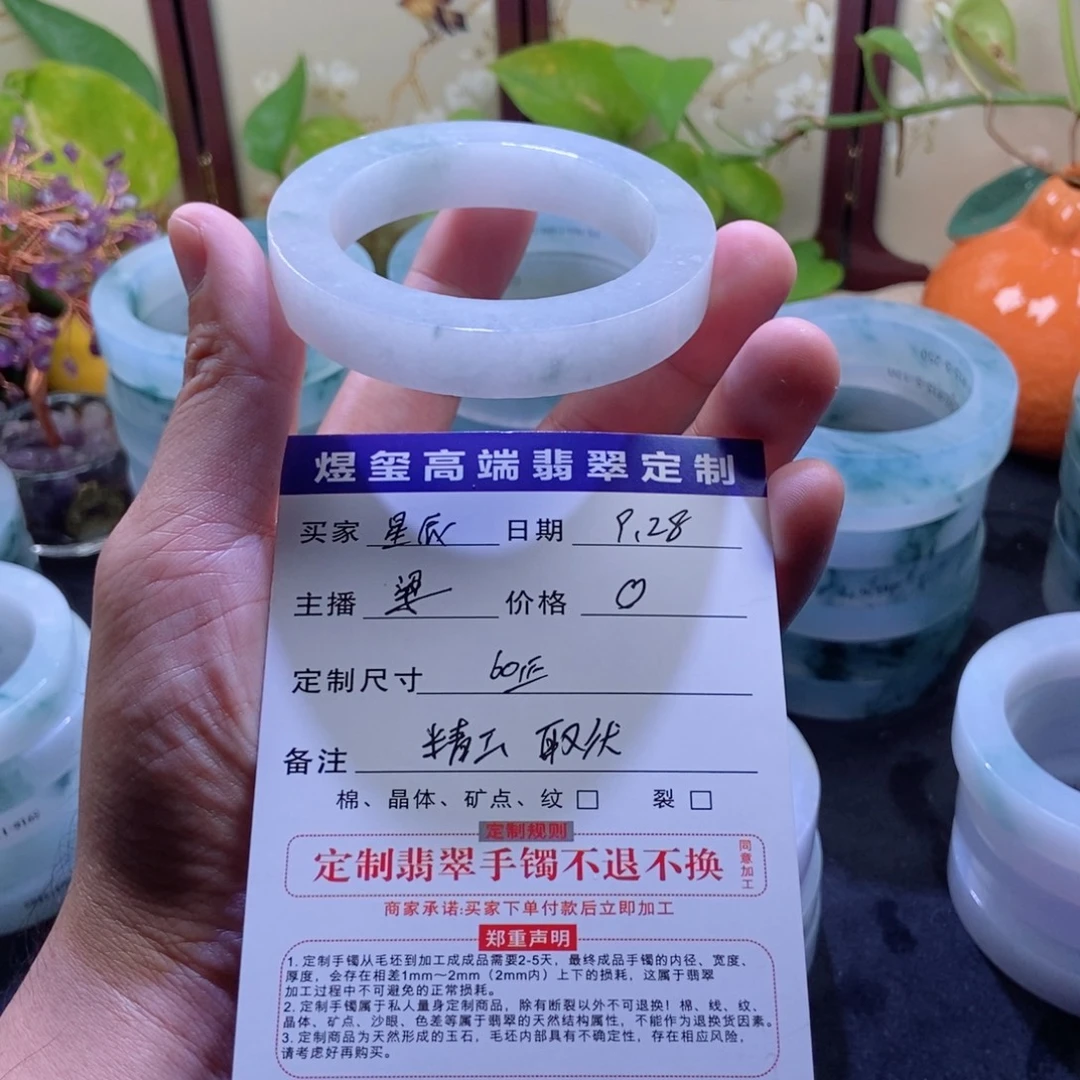 煜玺高端翡翠定制
买家 星辰 日期 9.28
主播 梁 价格 0
定制尺寸 60
备注 精工 取
棉、晶体、矿点、纹□ 裂□
定制规则
定制翡翠手镯不退不换 同意加工
商家承诺:买家下单付款后立即加工
郑重声明
1. 定制手镯从毛坯到加工成成品需要2-5天，最终成品手镯的内径、宽度、
厚度，会存在相差1mm～2mm（2mm内）上下的损耗，这属于翡翠
加工过程中不可避免的正常损耗。
2. 定制手镯属于私人量身定制商品，除有断裂以外不可退换！棉、线、纹、
晶体、矿点、沙眼、色差等属于翡翠的天然结构属性，不能作为退换货因素。
3. 定制商品为天然形成的玉石，毛坯内部具有不确定性，存在相应风险，
请考虑好再购买。